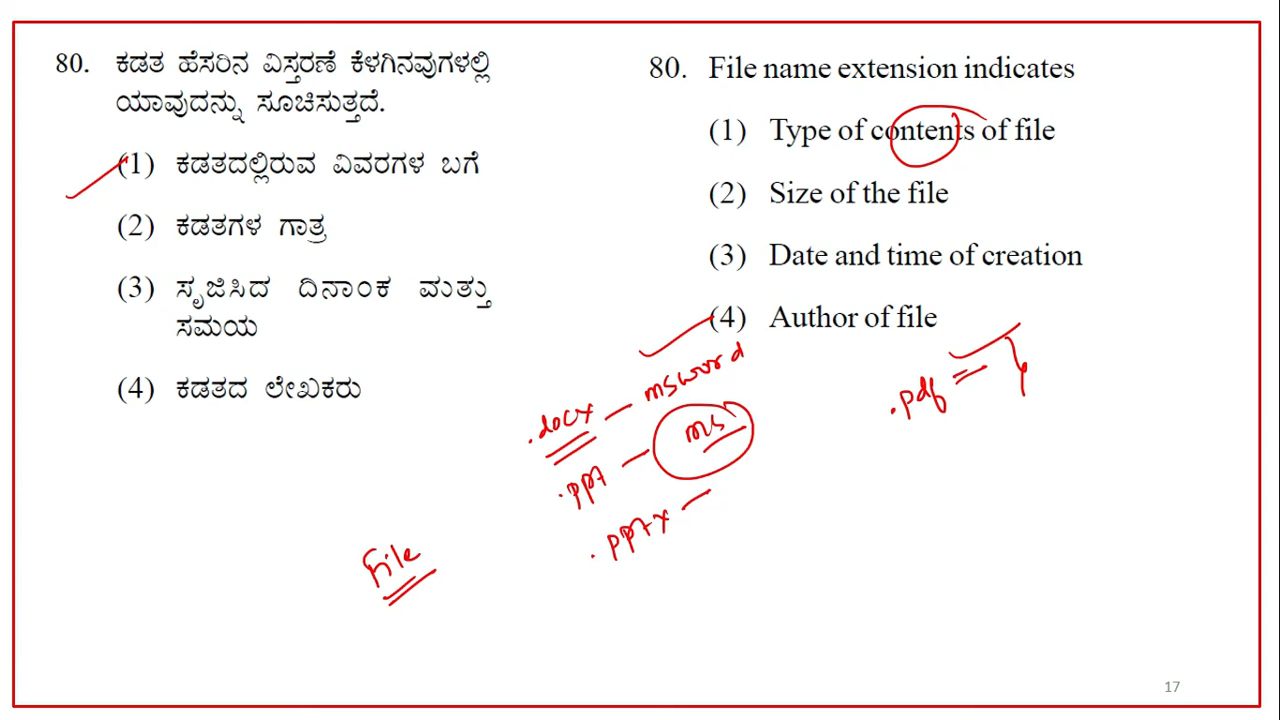 80. ಕಡತ ಹೆಸರಿನ ವಿಸ್ತರಣೆ ಕೆಳಗಿನವುಗಳಲ್ಲಿ
ಯಾವುದನ್ನು ಸೂಚಿಸುತ್ತದೆ.
(1) ಕಡತದಲ್ಲಿರುವ ವಿವರಗಳ ಬಗೆ
(2) ಕಡತಗಳ ಗಾತ್ರ
(3) ಸೃಜಿಸಿದ ದಿನಾಂಕ ಮತ್ತು
ಸಮಯ
(4) ಕಡತದ ಲೇಖಕರು
80. File name extension indicates
(1) Type of contents of file
(2) Size of the file
(3) Date and time of creation
(4) Author of file
.docx — msword
.ppt — ms
.pptx —
.pdf =
File
17